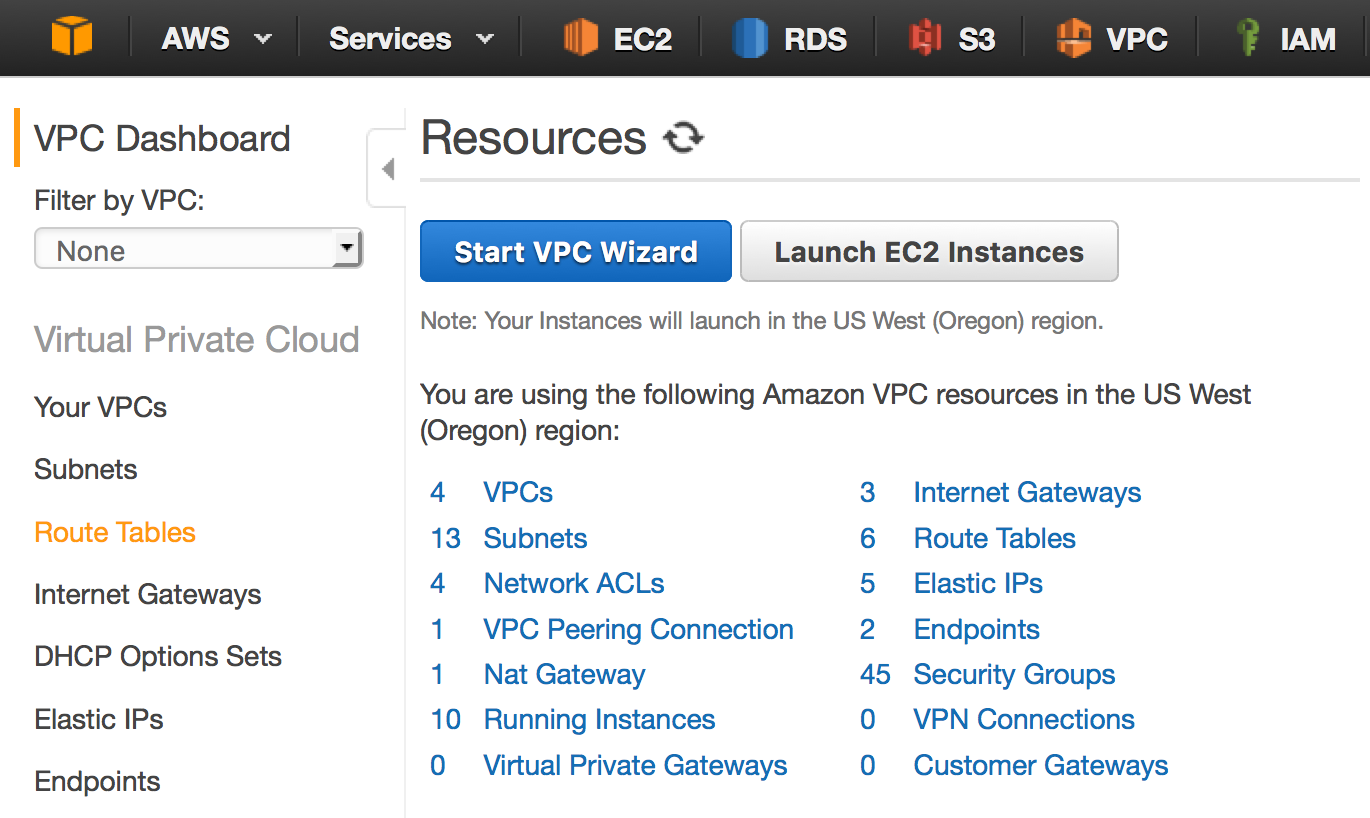 AWS Services EC2 RDS S3 VPC IAM
VPC Dashboard
Filter by VPC:
None
Virtual Private Cloud
Your VPCs
Subnets
Route Tables
Internet Gateways
DHCP Options Sets
Elastic IPs
Endpoints
Resources
Start VPC Wizard Launch EC2 Instances
Note: Your Instances will launch in the US West (Oregon) region.
You are using the following Amazon VPC resources in the US West
(Oregon) region:
4 VPCs 3 Internet Gateways
13 Subnets 6 Route Tables
4 Network ACLs 5 Elastic IPs
1 VPC Peering Connection 2 Endpoints
1 Nat Gateway 45 Security Groups
10 Running Instances 0 VPN Connections
0 Virtual Private Gateways 0 Customer Gateways